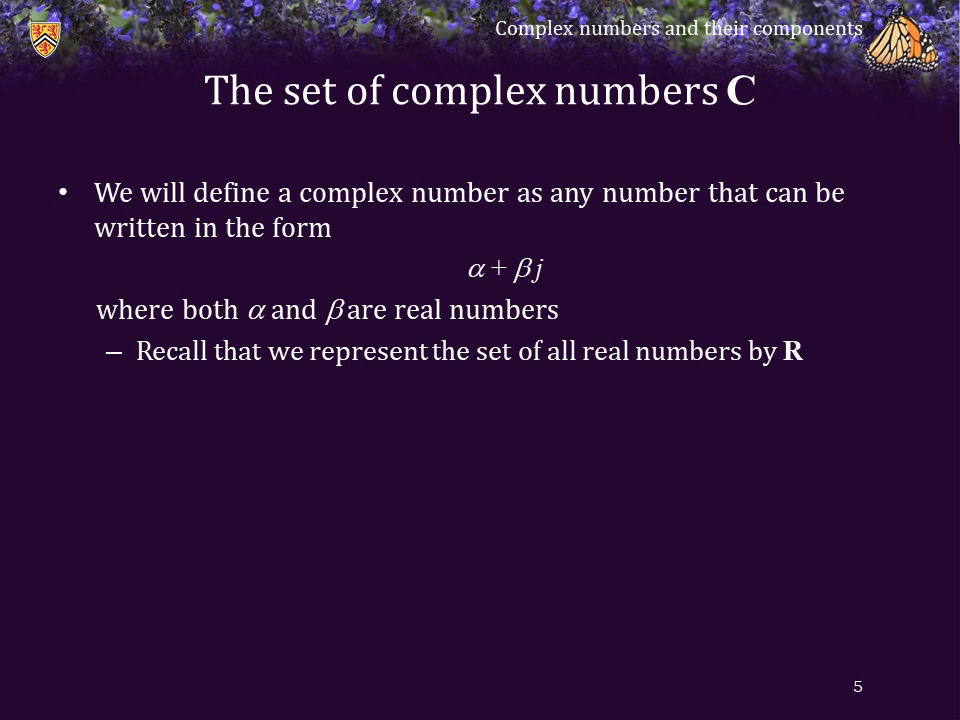 Complex numbers and their components
The set of complex numbers C
• We will define a complex number as any number that can be
written in the form
α + β j
where both α and β are real numbers
– Recall that we represent the set of all real numbers by R
5